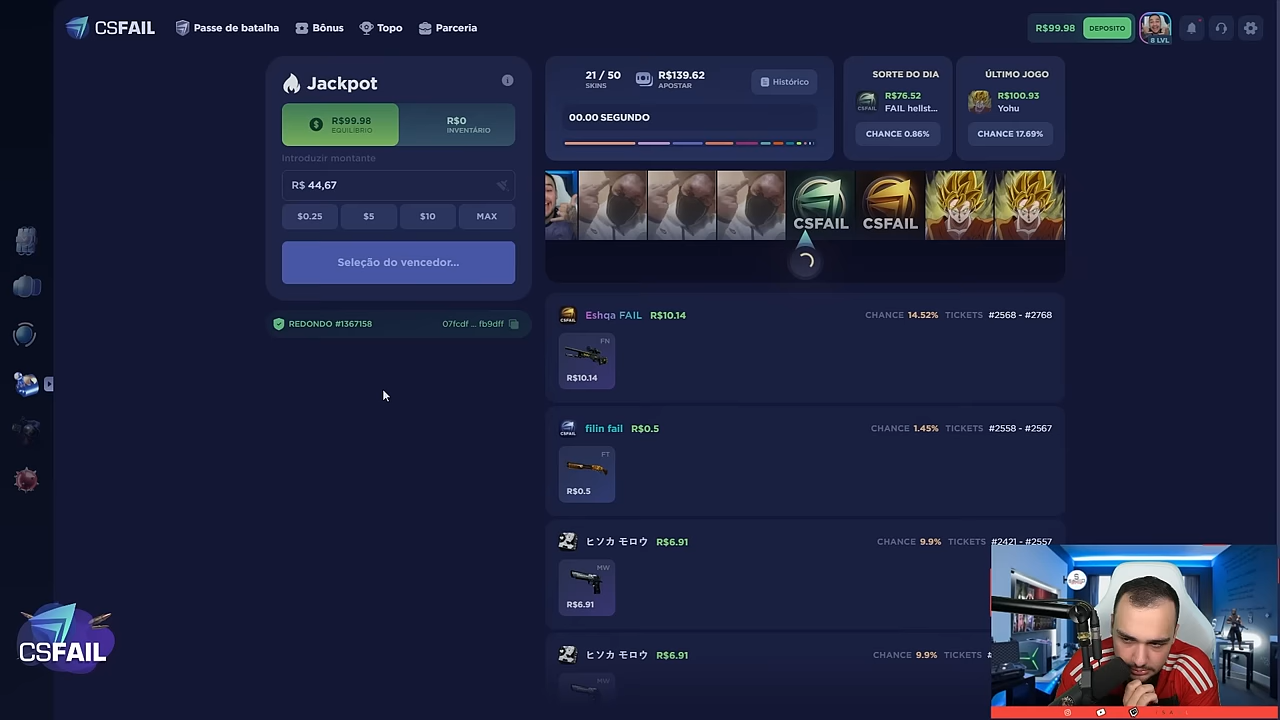 CSFAIL
Passe de batalha
Bônus
Topo
Parceria
R$99.98
DEPOSITO
8 LVL
Jackpot
R$99.98
EQUILÍBRIO
R$0
INVENTÁRIO
Introduzir montante
R$ 44,67
$0.25
$5
$10
MAX
Seleção do vencedor...
REDONDO #1367158
07fcdf ... fb9dff
21 / 50
SKINS
R$139.62
APOSTAR
Histórico
00.00 SEGUNDO
SORTE DO DIA
R$76.52
FAIL hellst...
CHANCE 0.86%
ÚLTIMO JOGO
R$100.93
Yohu
CHANCE 17.69%
CSFAIL
CSFAIL
Eshqa FAIL R$10.14
CHANCE 14.52% TICKETS #2568 - #2768
FN
R$10.14
filin fail R$0.5
CHANCE 1.45% TICKETS #2558 - #2567
FT
R$0.5
ヒソカ モロウ R$6.91
CHANCE 9.9% TICKETS #2421 - #2557
MW
R$6.91
ヒソカ モロウ R$6.91
CHANCE 9.9% TICKETS
MW
CSFAIL